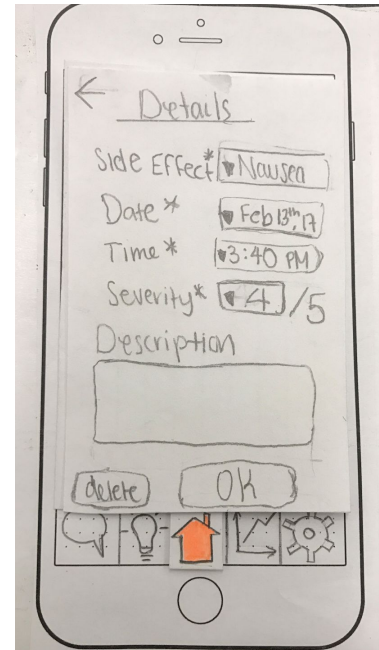 Details
Side Effect* Nausea
Date* Feb 13th, 17
Time* 3:40 PM
Severity* 4 /5
Description
delete OK